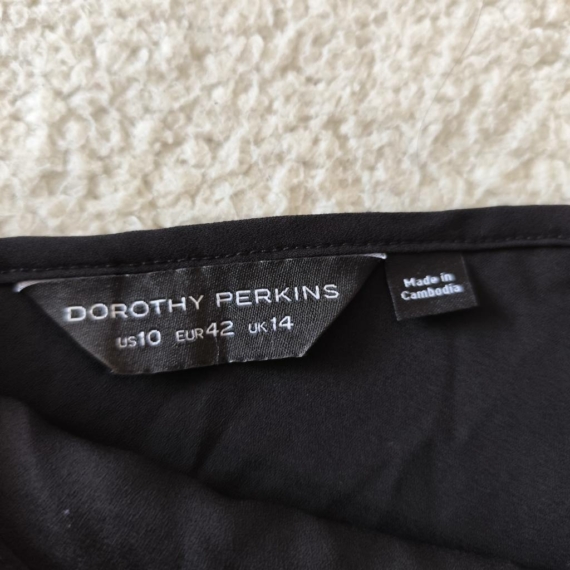 DOROTHY PERKINS
US10 EUR42 UK14
Made in
Cambodia